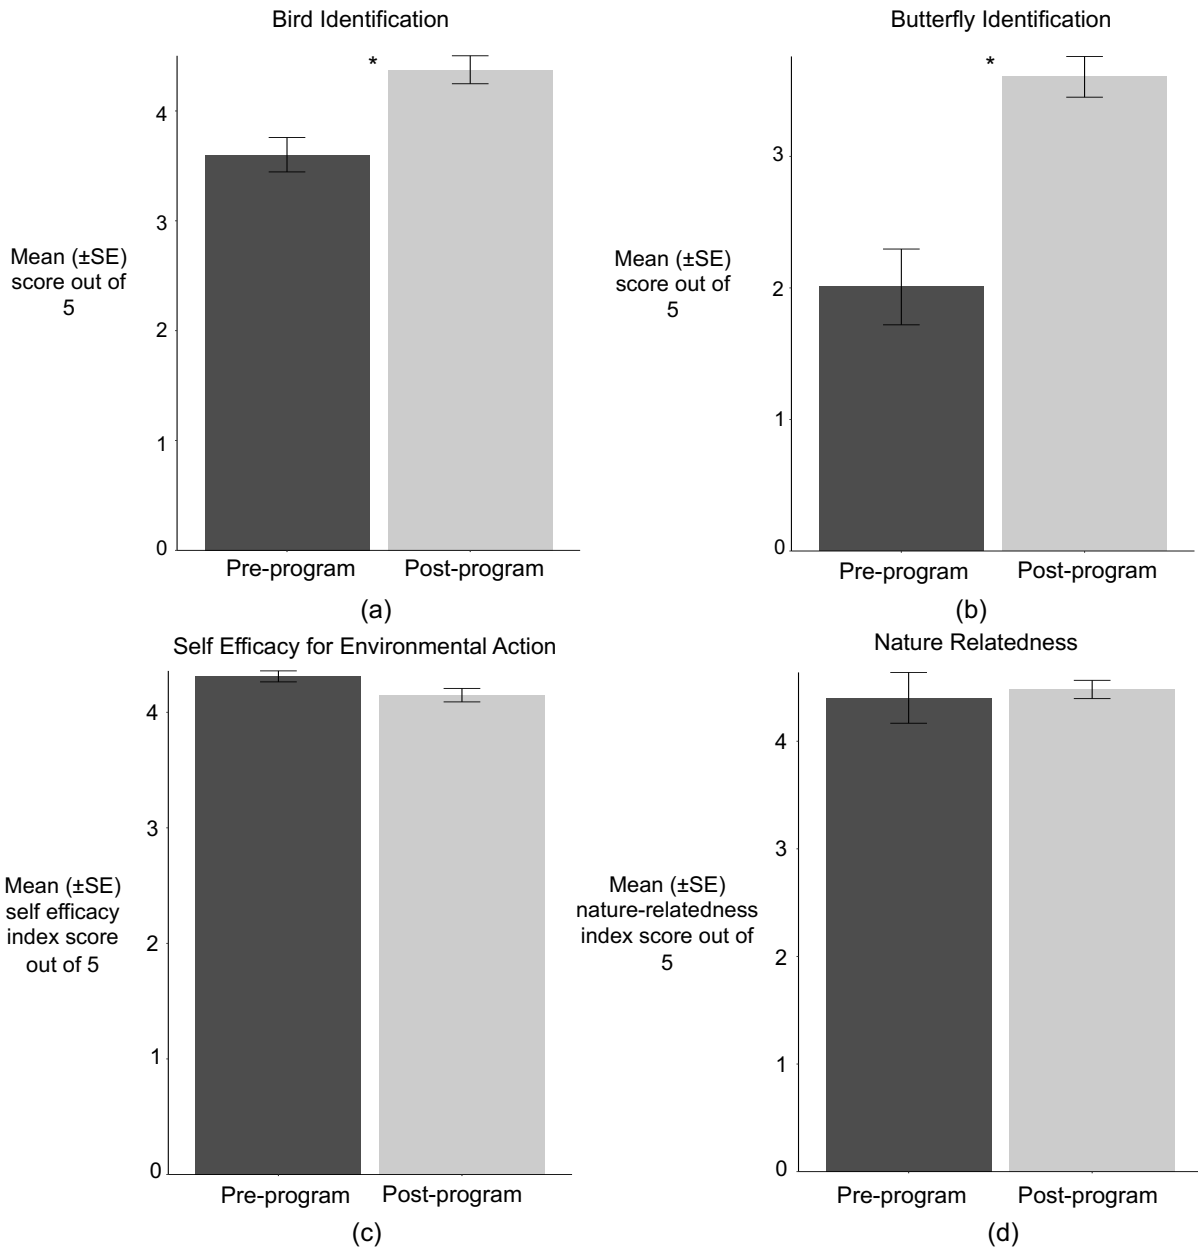 Bird Identification
*
4
3
2
1
0
Mean (±SE)
score out of
5
Pre-program
Post-program
(a)
Butterfly Identification
*
3
2
1
0
Mean (±SE)
score out of
5
Pre-program
Post-program
(b)
Self Efficacy for Environmental Action
4
3
2
1
0
Mean (±SE)
self efficacy
index score
out of 5
Pre-program
Post-program
(c)
Nature Relatedness
4
3
2
1
0
Mean (±SE)
nature-relatedness
index score out of
5
Pre-program
Post-program
(d)